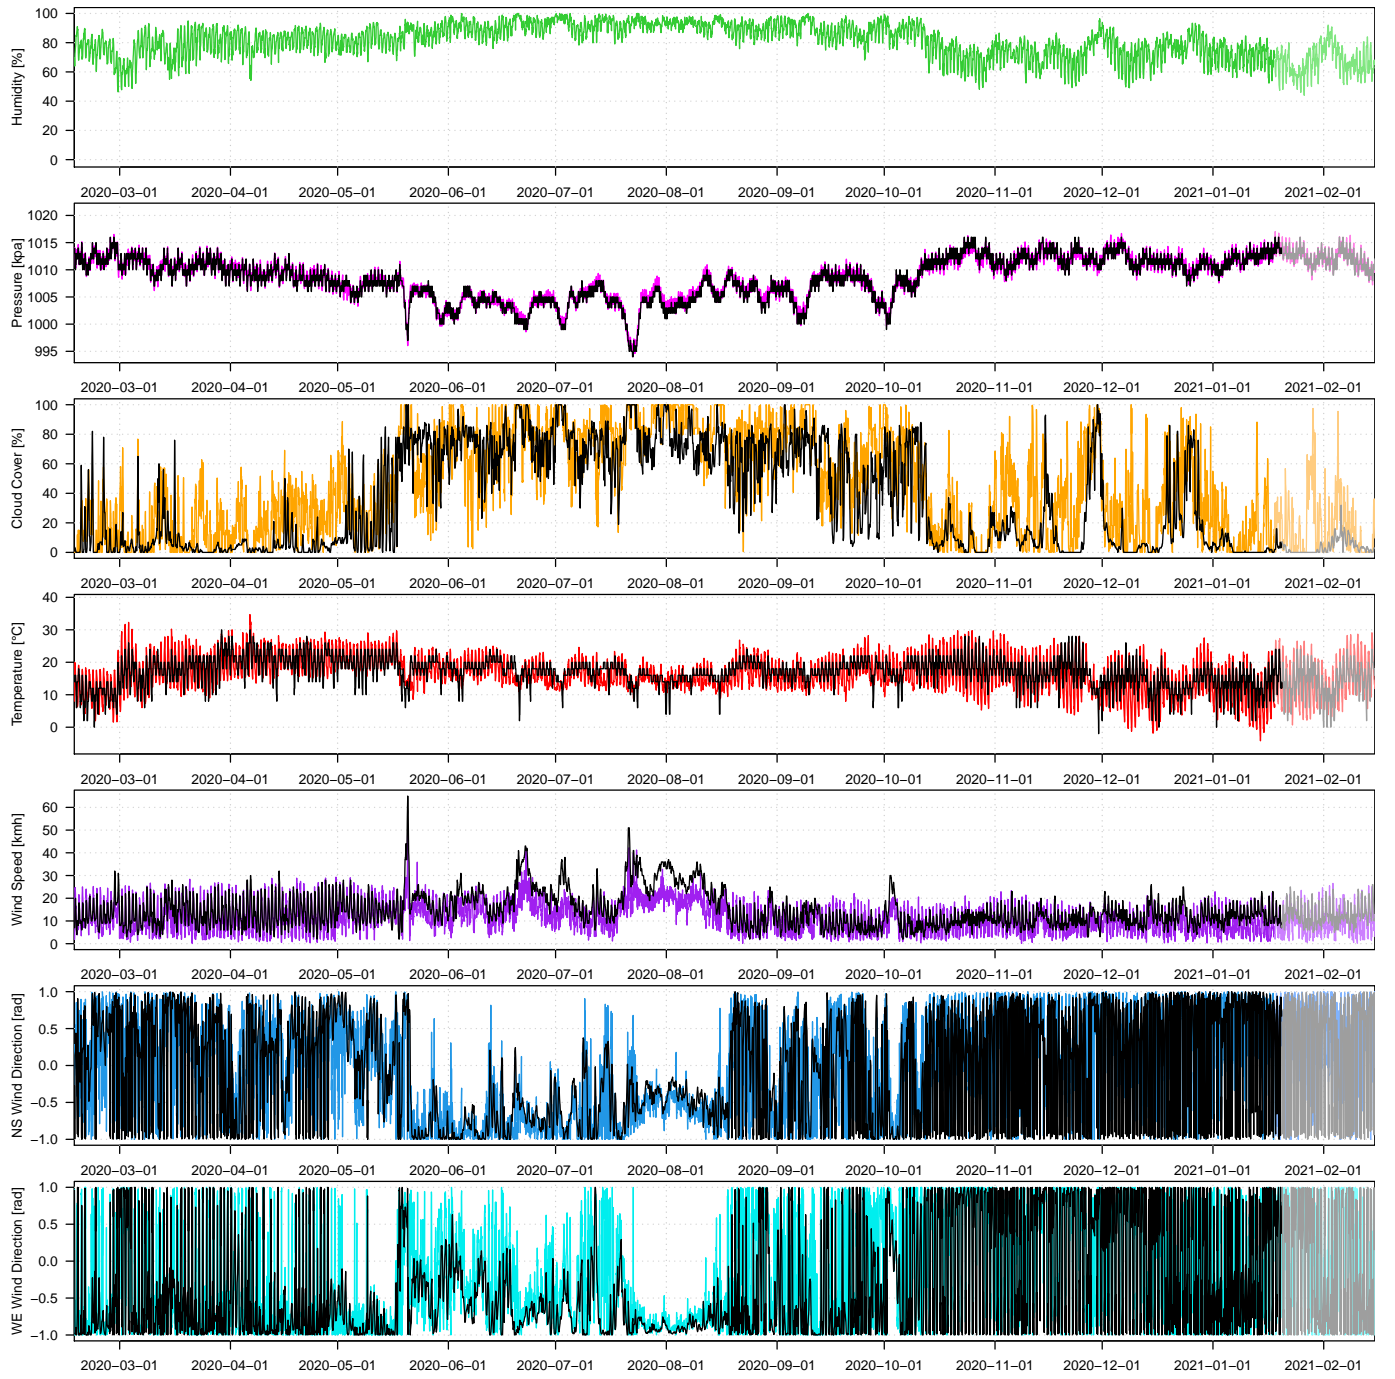 Humidity [%]
100
80
60
40
20
0
2020−03−01 2020−04−01 2020−05−01 2020−06−01 2020−07−01 2020−08−01 2020−09−01 2020−10−01 2020−11−01 2020−12−01 2021−01−01 2021−02−01
Pressure [kpa]
1020
1015
1010
1005
1000
995
2020−03−01 2020−04−01 2020−05−01 2020−06−01 2020−07−01 2020−08−01 2020−09−01 2020−10−01 2020−11−01 2020−12−01 2021−01−01 2021−02−01
Cloud Cover [%]
100
80
60
40
20
0
2020−03−01 2020−04−01 2020−05−01 2020−06−01 2020−07−01 2020−08−01 2020−09−01 2020−10−01 2020−11−01 2020−12−01 2021−01−01 2021−02−01
Temperature [°C]
40
30
20
10
0
2020−03−01 2020−04−01 2020−05−01 2020−06−01 2020−07−01 2020−08−01 2020−09−01 2020−10−01 2020−11−01 2020−12−01 2021−01−01 2021−02−01
Wind Speed [kmh]
60
50
40
30
20
10
0
2020−03−01 2020−04−01 2020−05−01 2020−06−01 2020−07−01 2020−08−01 2020−09−01 2020−10−01 2020−11−01 2020−12−01 2021−01−01 2021−02−01
NS Wind Direction [rad]
1.0
0.5
0.0
−0.5
−1.0
2020−03−01 2020−04−01 2020−05−01 2020−06−01 2020−07−01 2020−08−01 2020−09−01 2020−10−01 2020−11−01 2020−12−01 2021−01−01 2021−02−01
WE Wind Direction [rad]
1.0
0.5
0.0
−0.5
−1.0
2020−03−01 2020−04−01 2020−05−01 2020−06−01 2020−07−01 2020−08−01 2020−09−01 2020−10−01 2020−11−01 2020−12−01 2021−01−01 2021−02−01